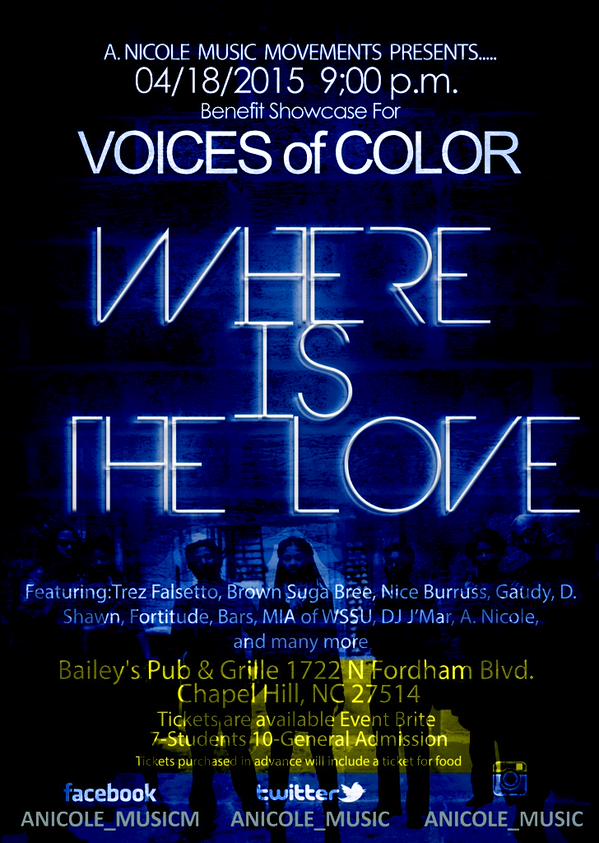 A. NICOLE MUSIC MOVEMENTS PRESENTS.....
04/18/2015 9;00 p.m.
Benefit Showcase For
VOICES of COLOR
WHERE
IS
THE LOVE
Featuring:Trez Falsetto, Brown Suga Bree, Nice Burruss, Gaudy, D.
Shawn, Fortitude, Bars, MIA of WSSU, DJ J'Mar, A. Nicole,
and many more
Bailey's Pub & Grille 1722 N Fordham Blvd.
Chapel Hill, NC 27514
Tickets are available Event Brite
7-Students 10-General Admission
Tickets purchased in advance will include a ticket for food
facebook twitter
ANICOLE_MUSICM ANICOLE_MUSIC ANICOLE_MUSIC